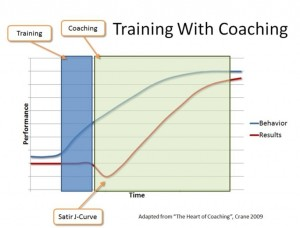 Training With Coaching
Training
Coaching
Performance
Behavior
Results
Time
Satir J-Curve
Adapted from "The Heart of Coaching", Crane 2009